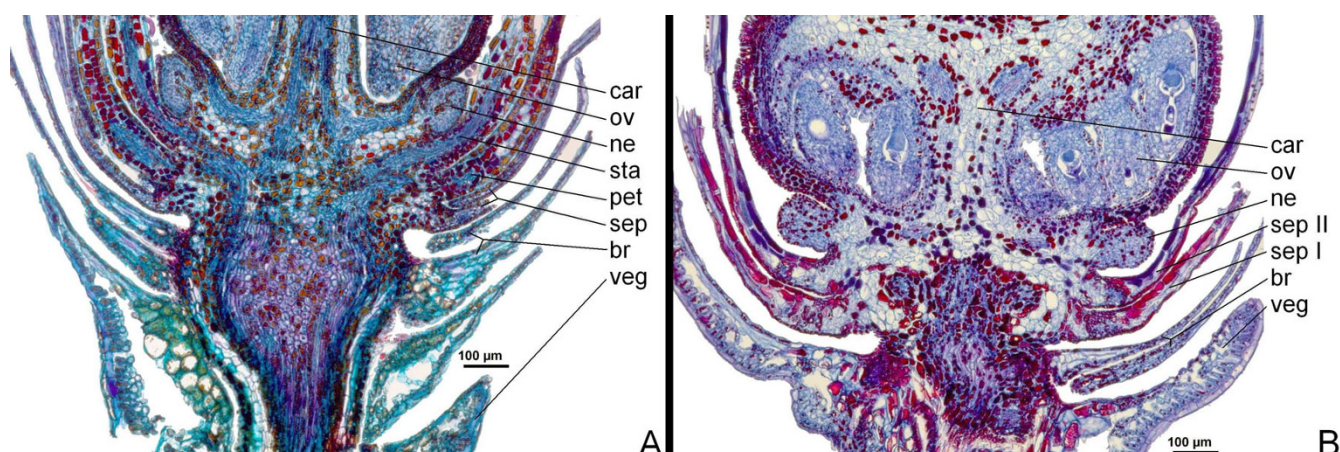 car
ov
ne
sta
pet
sep
br
veg
100 µm
A
car
ov
ne
sep II
sep I
br
veg
100 µm
B